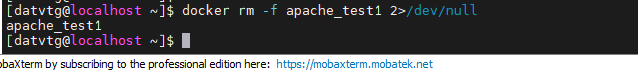 [datvtg@localhost ~]$ docker rm -f apache_test1 2>/dev/null
apache_test1
[datvtg@localhost ~]$
obaXterm by subscribing to the professional edition here: https://mobaxterm.mobatek.net